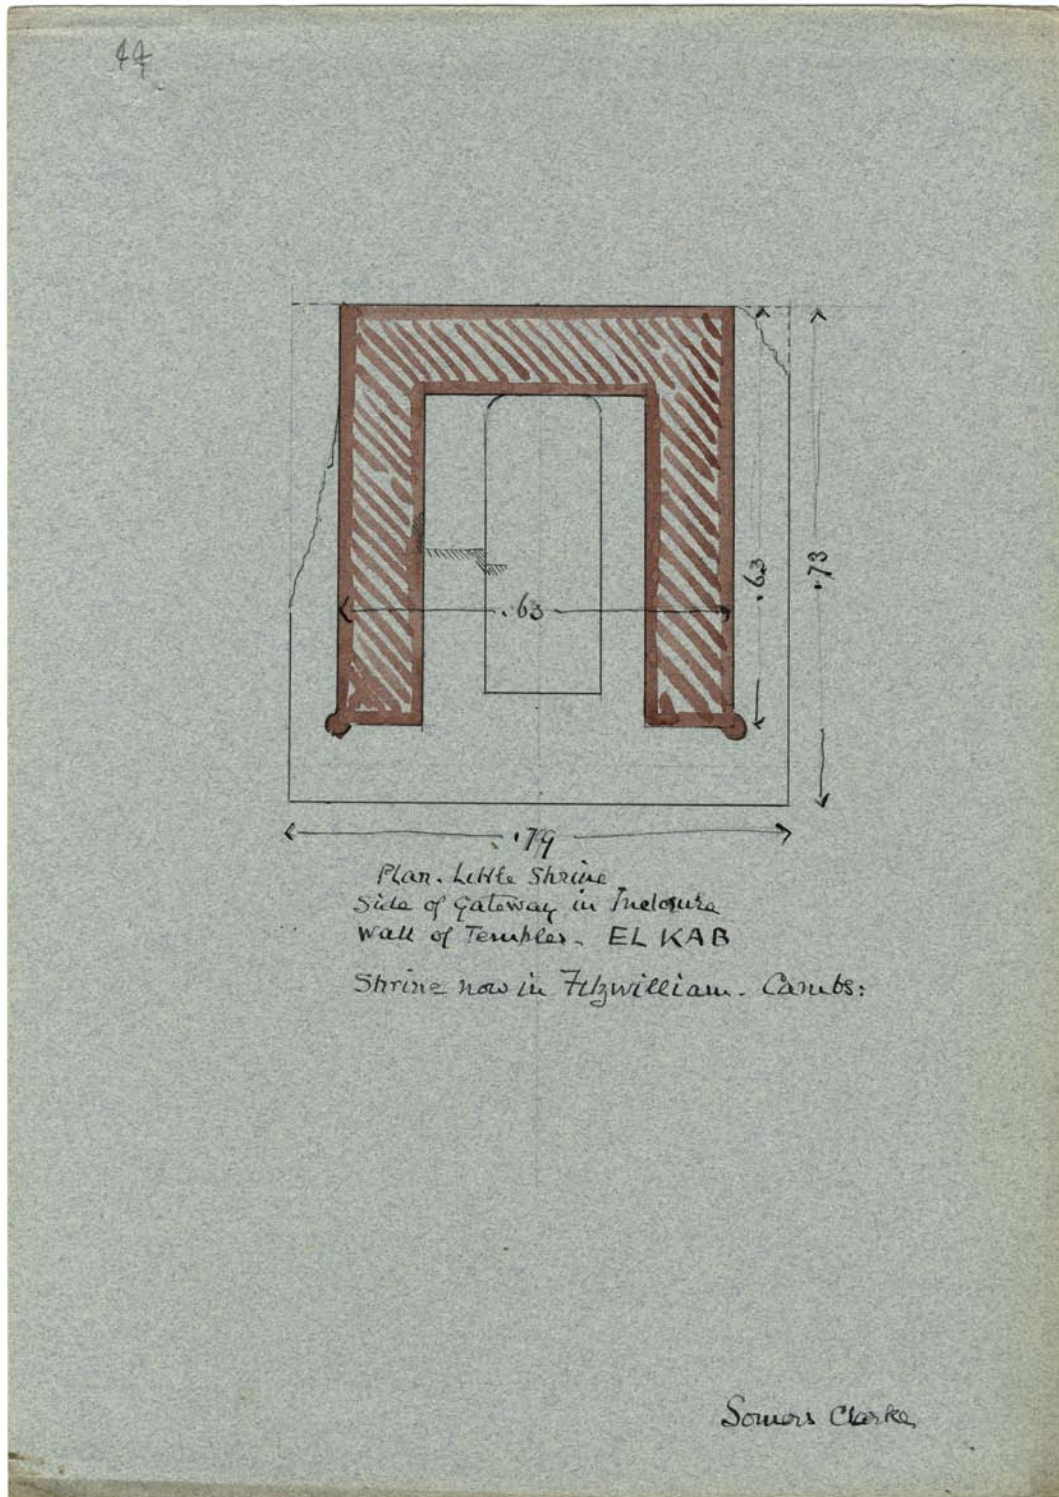 44
.63
.63
.73
.79
Plan. Little Shrine
Side of Gateway in Inclosure
Wall of Temples. EL KAB
Shrine now in Fitzwilliam. Cambs:
Somers Clarke